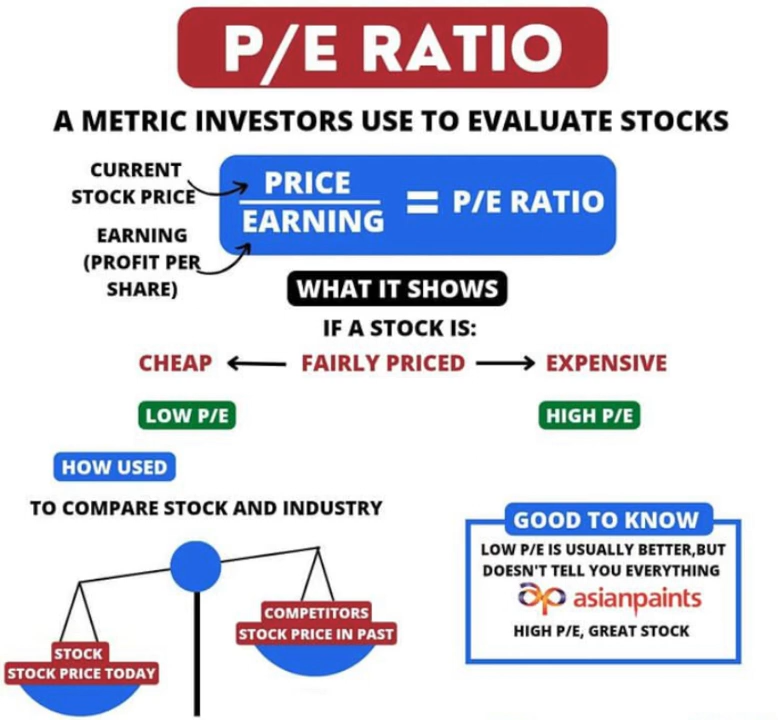 P/E RATIO
A METRIC INVESTORS USE TO EVALUATE STOCKS
CURRENT
STOCK PRICE
EARNING
(PROFIT PER
SHARE)
PRICE
EARNING
= P/E RATIO
WHAT IT SHOWS
IF A STOCK IS:
CHEAP ← FAIRLY PRICED → EXPENSIVE
LOW P/E
HIGH P/E
HOW USED
TO COMPARE STOCK AND INDUSTRY
STOCK
STOCK PRICE TODAY
COMPETITORS
STOCK PRICE IN PAST
GOOD TO KNOW
LOW P/E IS USUALLY BETTER,BUT
DOESN'T TELL YOU EVERYTHING
ap asianpaints
HIGH P/E, GREAT STOCK